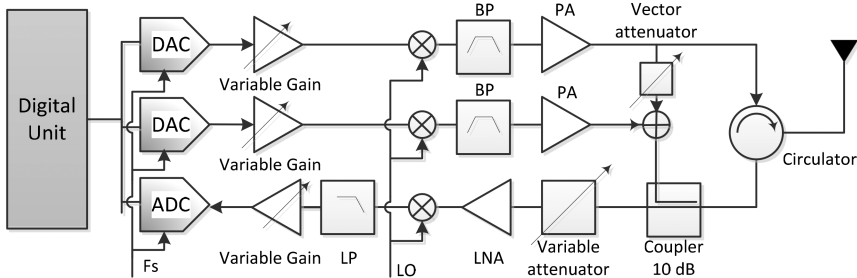 BP
PA
Vector
attenuator
DAC
Variable Gain
Digital
Unit
BP
PA
DAC
Variable Gain
Circulator
ADC
Variable Gain
LP
LNA
Variable
attenuator
Coupler
10 dB
Fs
LO